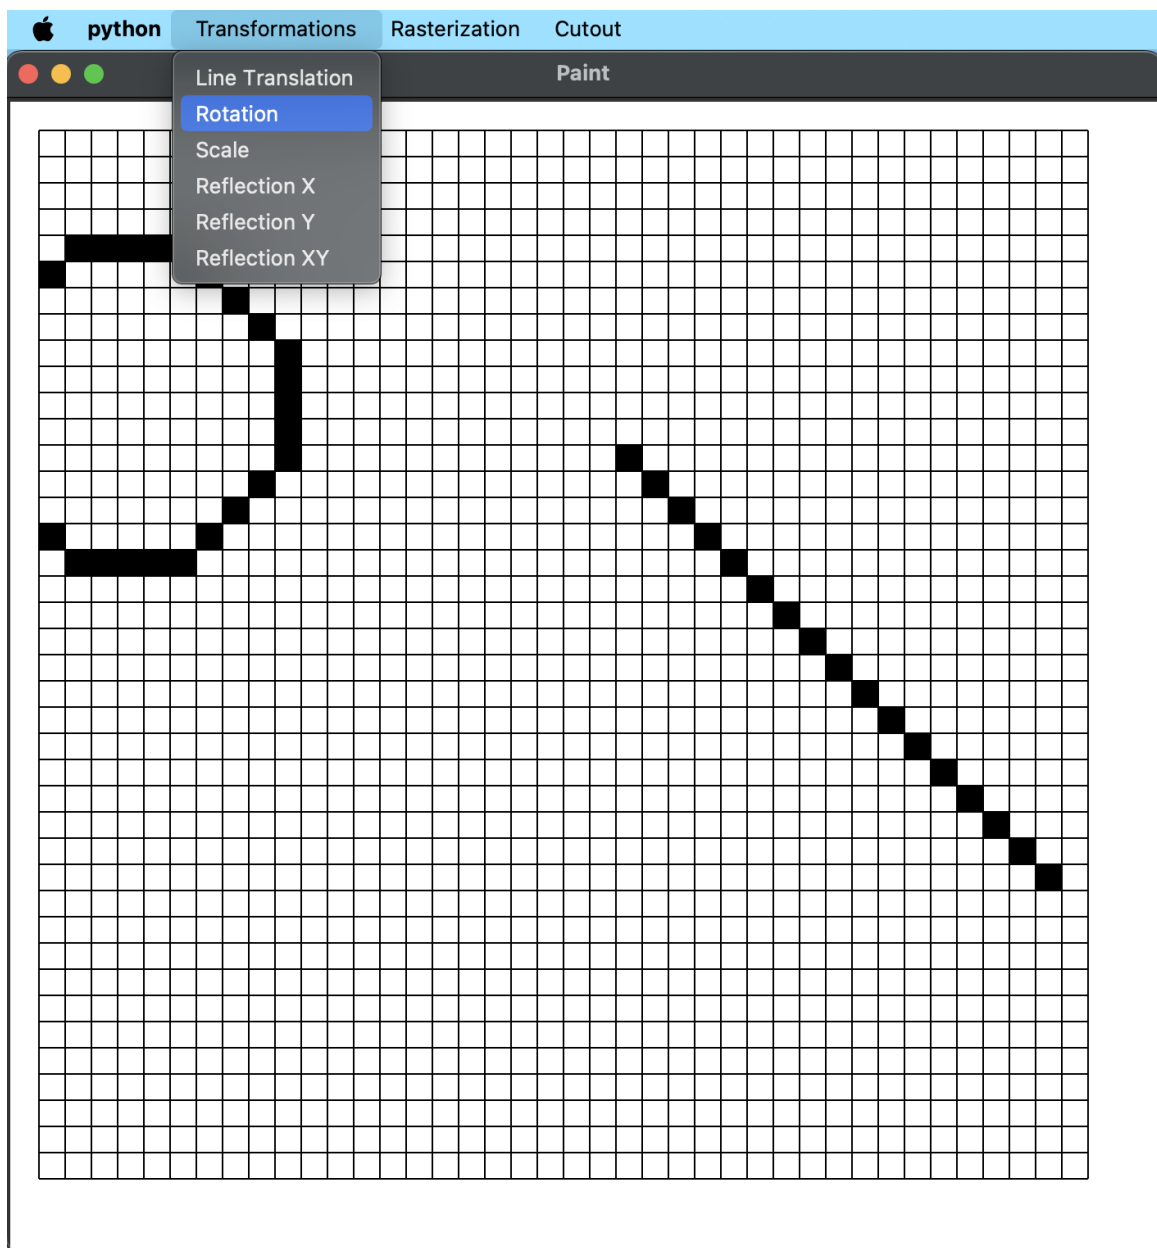 python Transformations Rasterization Cutout
Paint
Line Translation
Rotation
Scale
Reflection X
Reflection Y
Reflection XY